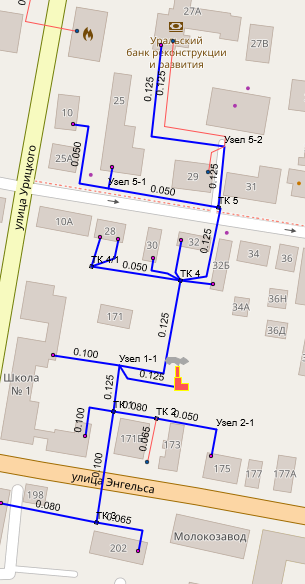 27А
Уральский
банк реконструкции
и развития
27В
0.125
0.125
10
25
Узел 5-2
0.050
25А
Узел 5-1
0.050
29
0.125
31
ТК 5
улица Урицкого
10А
28
30
32
34
36
0.125
ТК 4-1
0.050
ТК 4
32Б
34А
36Н
36Д
171
0.125
0.100
Узел 1-1
0.125
Школа
№ 1
0.125
0.080
ТК 2
0.050
Узел 2-1
0.100
171Б
0.065
173
175
177
177А
0.100
улица Энгельса
198
0.080
ТК 3
0.065
202
Молокозавод